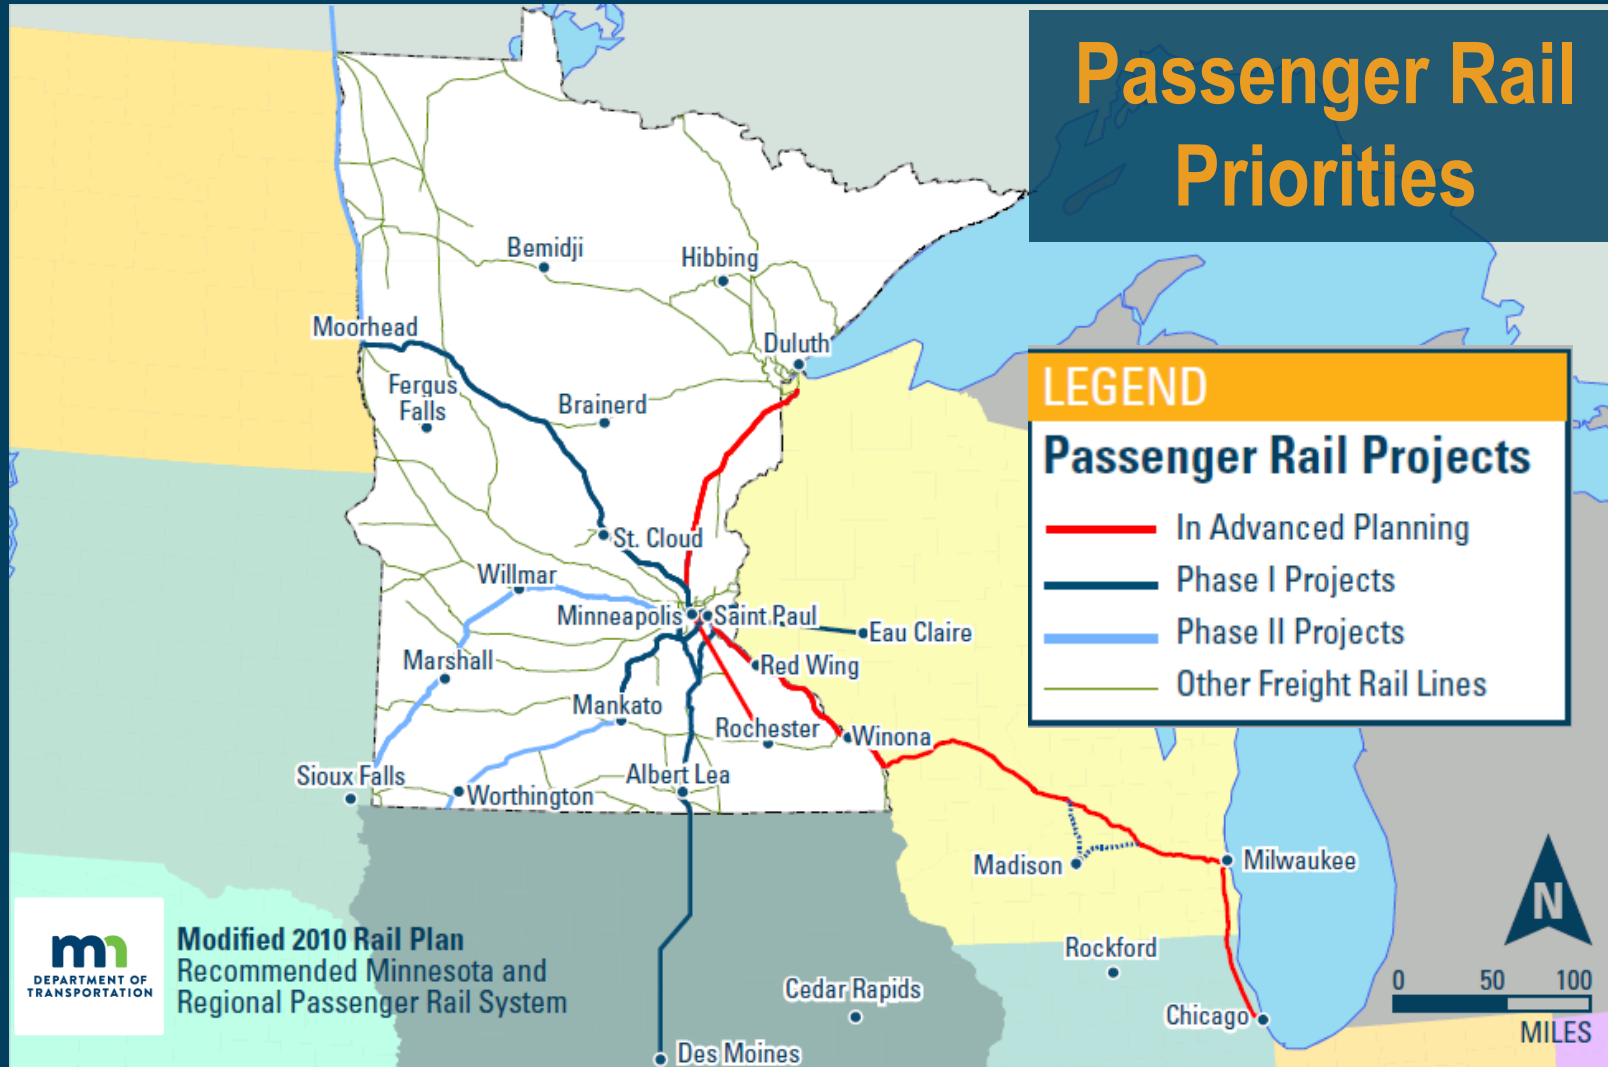 Passenger Rail
Priorities
Bemidji
Hibbing
Moorhead
Duluth
Fergus
Falls
Brainerd
St. Cloud
Willmar
Minneapolis
Saint Paul
Eau Claire
Marshall
Red Wing
Mankato
Rochester
Winona
Sioux Falls
Albert Lea
Worthington
Madison
Milwaukee
Rockford
Cedar Rapids
Chicago
Des Moines
LEGEND
Passenger Rail Projects
In Advanced Planning
Phase I Projects
Phase II Projects
Other Freight Rail Lines
N
0 50 100
MILES
mn
DEPARTMENT OF
TRANSPORTATION
Modified 2010 Rail Plan
Recommended Minnesota and
Regional Passenger Rail System